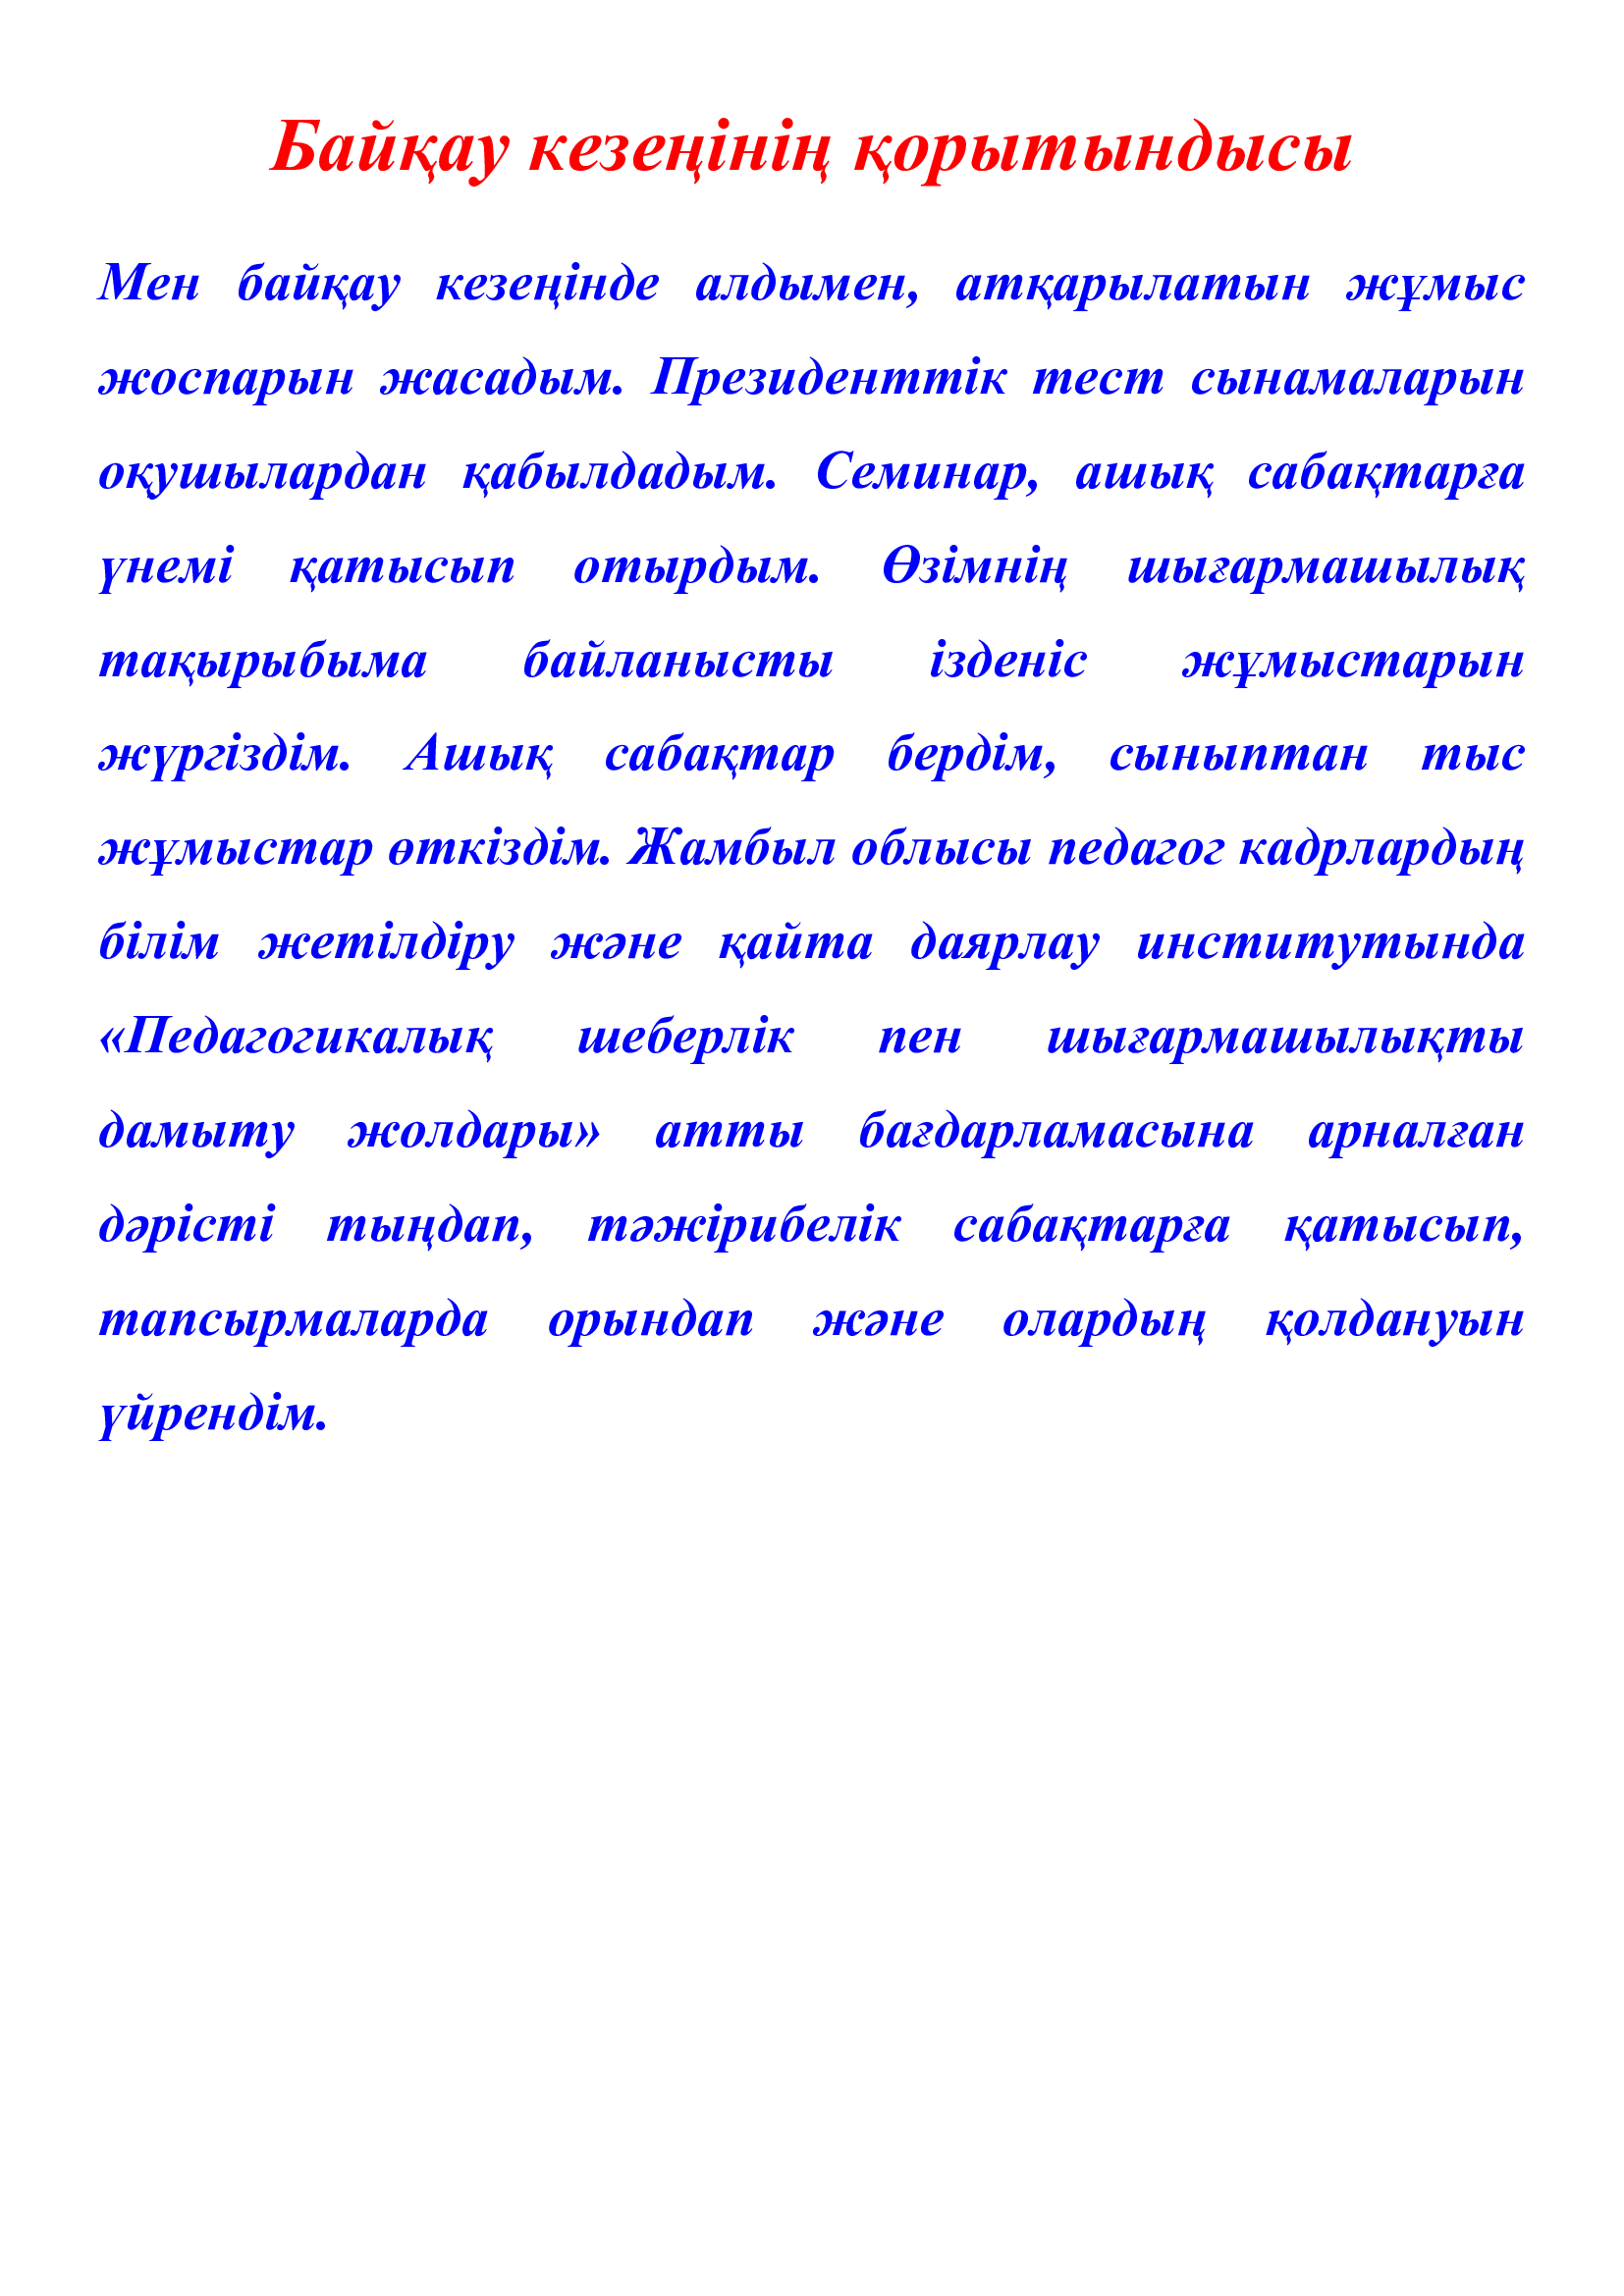 Байқау кезеңінің қорытындысы
Мен байқау кезеңінде алдымен, атқарылатын жұмыс
жоспарын жасадым. Президенттік тест сынамаларын
оқушылардан қабылдадым. Семинар, ашық сабақтарға
үнемі қатысып отырдым. Өзімнің шығармашылық
тақырыбыма байланысты ізденіс жұмыстарын
жүргіздім. Ашық сабақтар бердім, сыныптан тыс
жұмыстар өткіздім. Жамбыл облысы педагог кадрлардың
білім жетілдіру және қайта даярлау институтында
«Педагогикалық шеберлік пен шығармашылықты
дамыту жолдары» атты бағдарламасына арналған
дәрісті тыңдап, тәжірибелік сабақтарға қатысып,
тапсырмаларда орындап және олардың қолдануын
үйрендім.